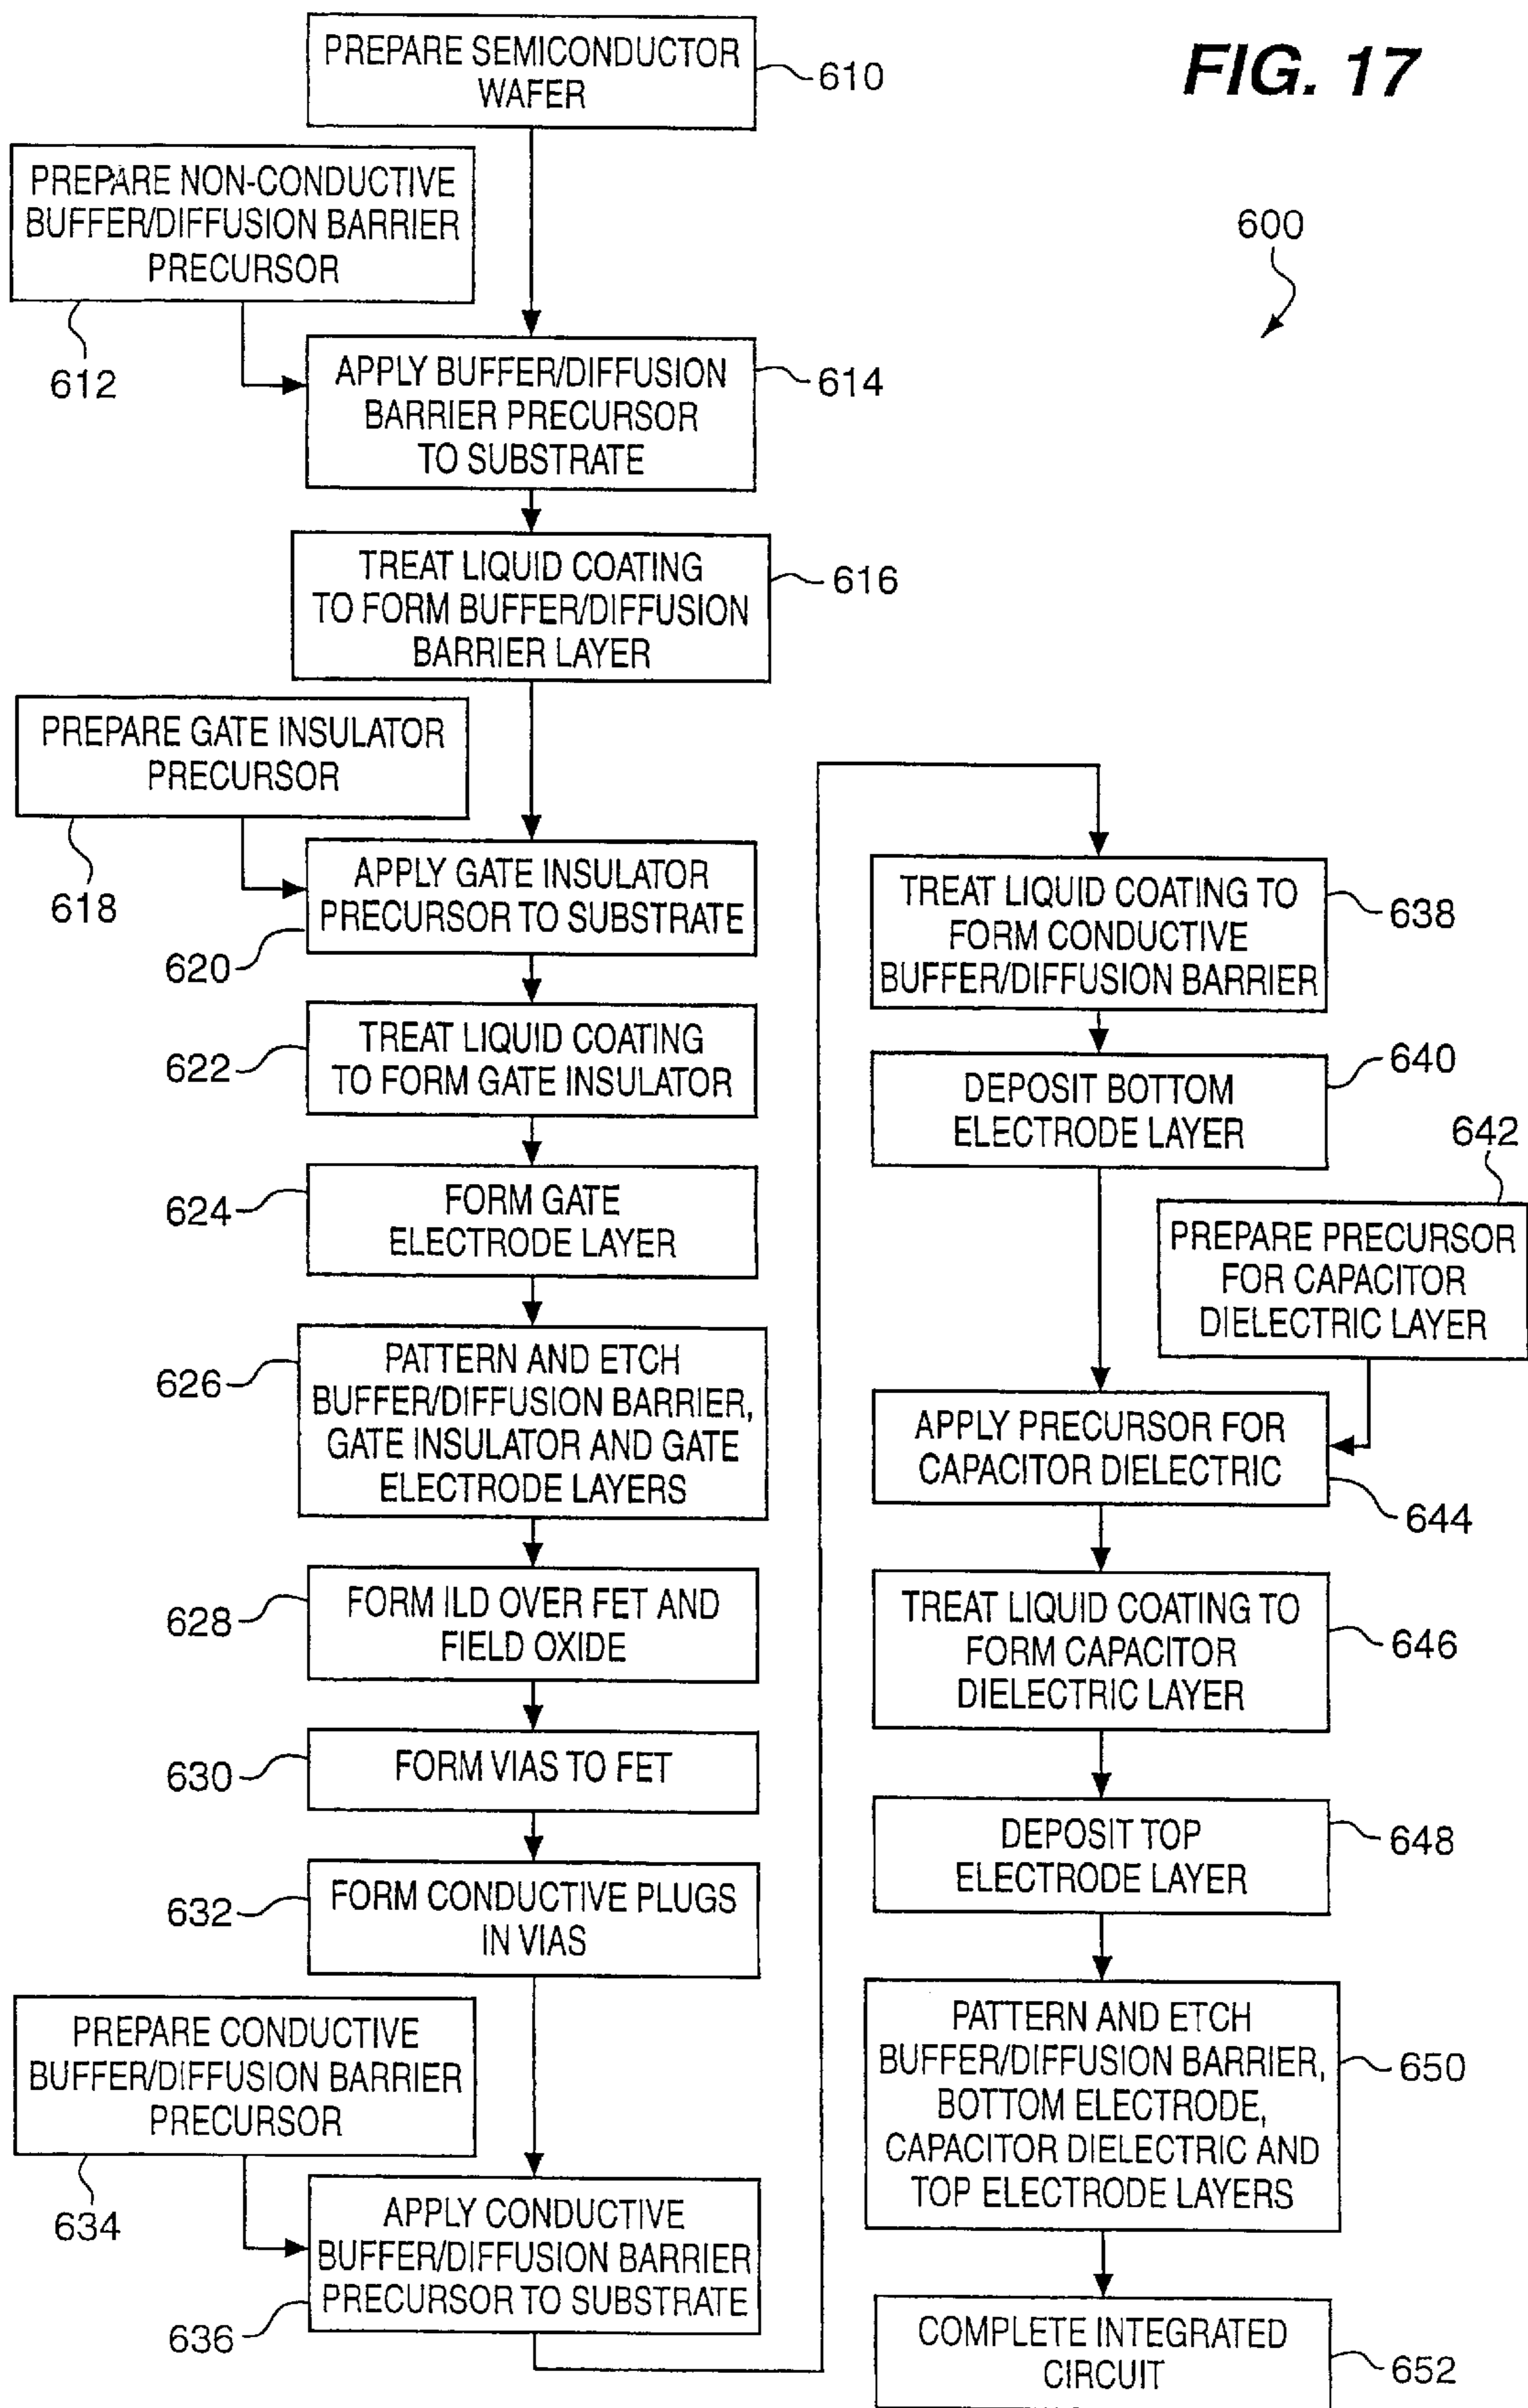 FIG. 17
600
PREPARE SEMICONDUCTOR
WAFER
610
PREPARE NON-CONDUCTIVE
BUFFER/DIFFUSION BARRIER
PRECURSOR
612
APPLY BUFFER/DIFFUSION
BARRIER PRECURSOR
TO SUBSTRATE
614
TREAT LIQUID COATING
TO FORM BUFFER/DIFFUSION
BARRIER LAYER
616
PREPARE GATE INSULATOR
PRECURSOR
618
APPLY GATE INSULATOR
PRECURSOR TO SUBSTRATE
620
TREAT LIQUID COATING
TO FORM GATE INSULATOR
622
FORM GATE
ELECTRODE LAYER
624
PATTERN AND ETCH
BUFFER/DIFFUSION BARRIER,
GATE INSULATOR AND GATE
ELECTRODE LAYERS
626
FORM ILD OVER FET AND
FIELD OXIDE
628
FORM VIAS TO FET
630
FORM CONDUCTIVE PLUGS
IN VIAS
632
PREPARE CONDUCTIVE
BUFFER/DIFFUSION BARRIER
PRECURSOR
634
APPLY CONDUCTIVE
BUFFER/DIFFUSION BARRIER
PRECURSOR TO SUBSTRATE
636
TREAT LIQUID COATING TO
FORM CONDUCTIVE
BUFFER/DIFFUSION BARRIER
638
DEPOSIT BOTTOM
ELECTRODE LAYER
640
642
PREPARE PRECURSOR
FOR CAPACITOR
DIELECTRIC LAYER
APPLY PRECURSOR FOR
CAPACITOR DIELECTRIC
644
TREAT LIQUID COATING TO
FORM CAPACITOR
DIELECTRIC LAYER
646
DEPOSIT TOP
ELECTRODE LAYER
648
PATTERN AND ETCH
BUFFER/DIFFUSION BARRIER,
BOTTOM ELECTRODE,
CAPACITOR DIELECTRIC AND
TOP ELECTRODE LAYERS
650
COMPLETE INTEGRATED
CIRCUIT
652